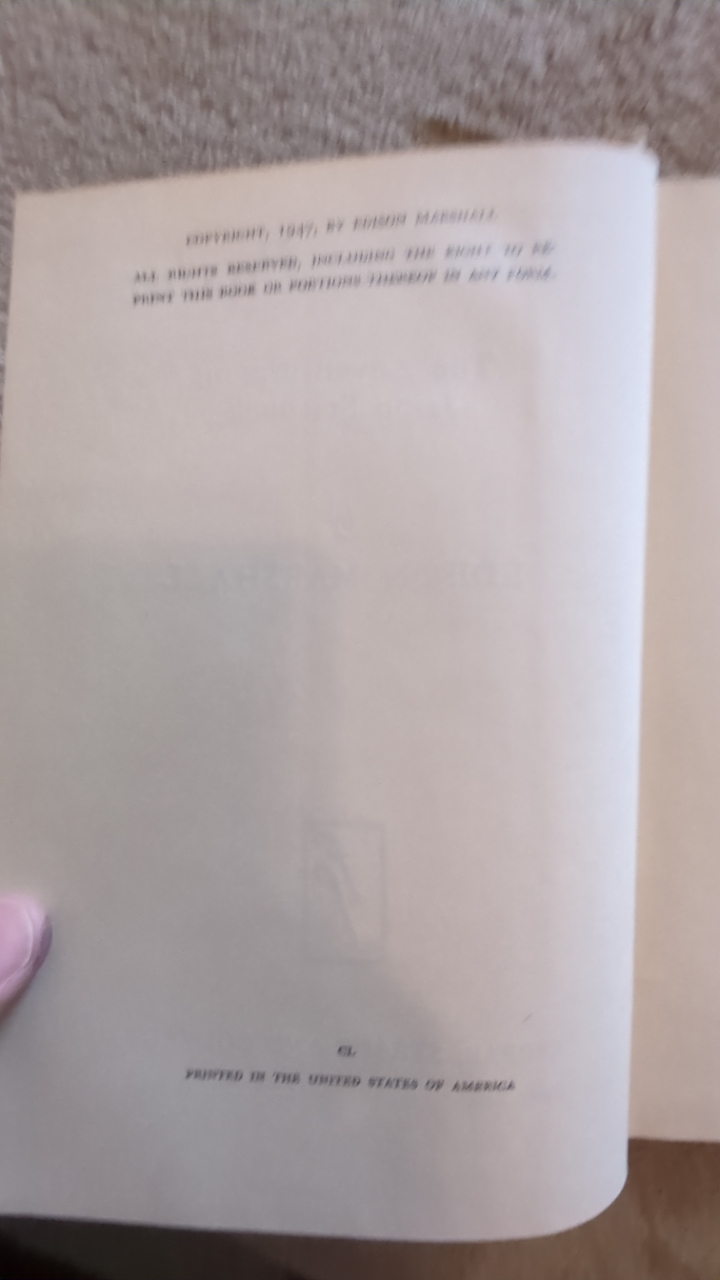 COPYRIGHT, 1947, BY EDISON MARSHALL
ALL RIGHTS RESERVED, INCLUDING THE RIGHT TO RE-
PRINT THIS BOOK OR PORTIONS THEREOF IN ANY FORM.
CL
PRINTED IN THE UNITED STATES OF AMERICA